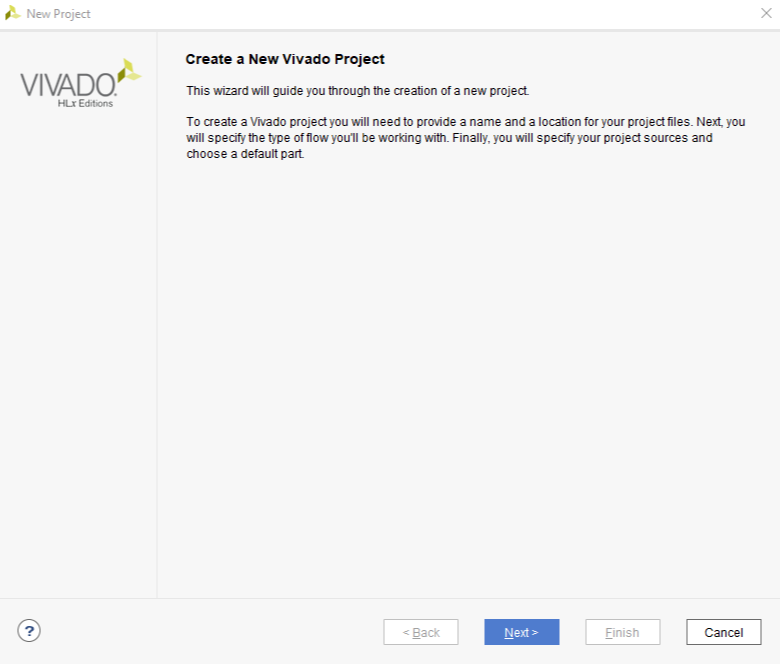 New Project
VIVADO.
HLx Editions
Create a New Vivado Project
This wizard will guide you through the creation of a new project.
To create a Vivado project you will need to provide a name and a location for your project files. Next, you
will specify the type of flow you'll be working with. Finally, you will specify your project sources and
choose a default part.
?
< Back
Next >
Finish
Cancel